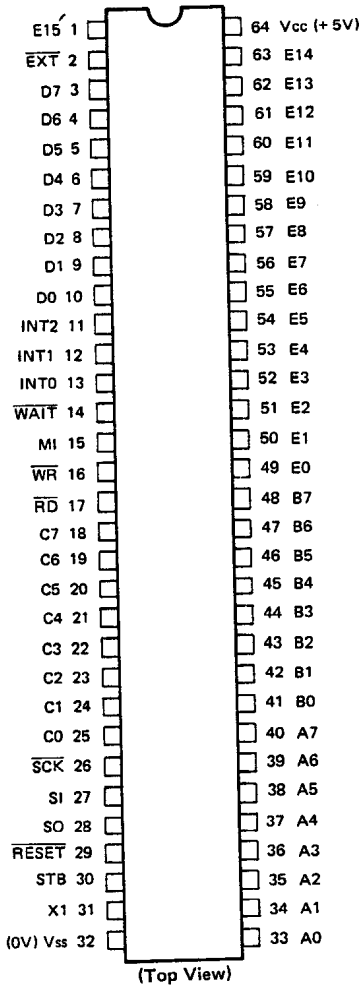 E15 1 64 Vcc (+5V)
EXT 2 63 E14
D7 3 62 E13
D6 4 61 E12
D5 5 60 E11
D4 6 59 E10
D3 7 58 E9
D2 8 57 E8
D1 9 56 E7
D0 10 55 E6
INT2 11 54 E5
INT1 12 53 E4
INT0 13 52 E3
WAIT 14 51 E2
MI 15 50 E1
WR 16 49 E0
RD 17 48 B7
C7 18 47 B6
C6 19 46 B5
C5 20 45 B4
C4 21 44 B3
C3 22 43 B2
C2 23 42 B1
C1 24 41 B0
C0 25 40 A7
SCK 26 39 A6
SI 27 38 A5
SO 28 37 A4
RESET 29 36 A3
STB 30 35 A2
X1 31 34 A1
(0V) Vss 32 33 A0
(Top View)